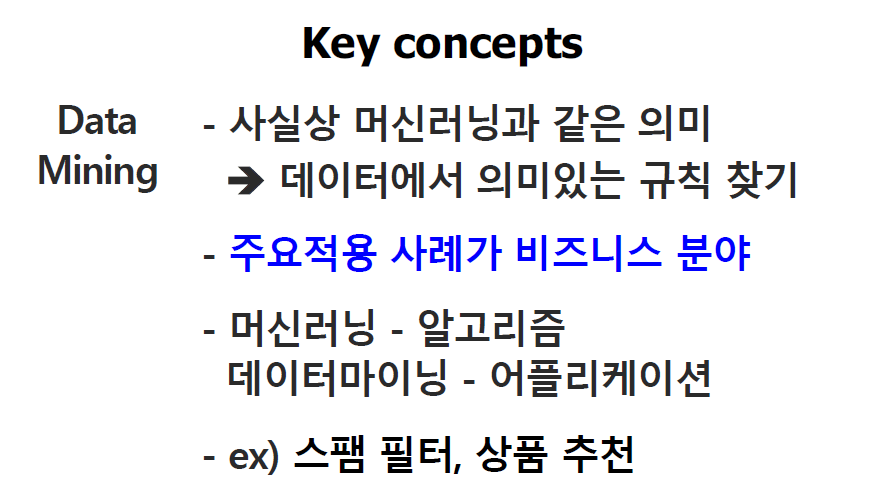 Key concepts
Data
Mining
- 사실상 머신러닝과 같은 의미
➔ 데이터에서 의미있는 규칙 찾기
- 주요적용 사례가 비즈니스 분야
- 머신러닝 - 알고리즘
데이터마이닝 - 어플리케이션
- ex) 스팸 필터, 상품 추천